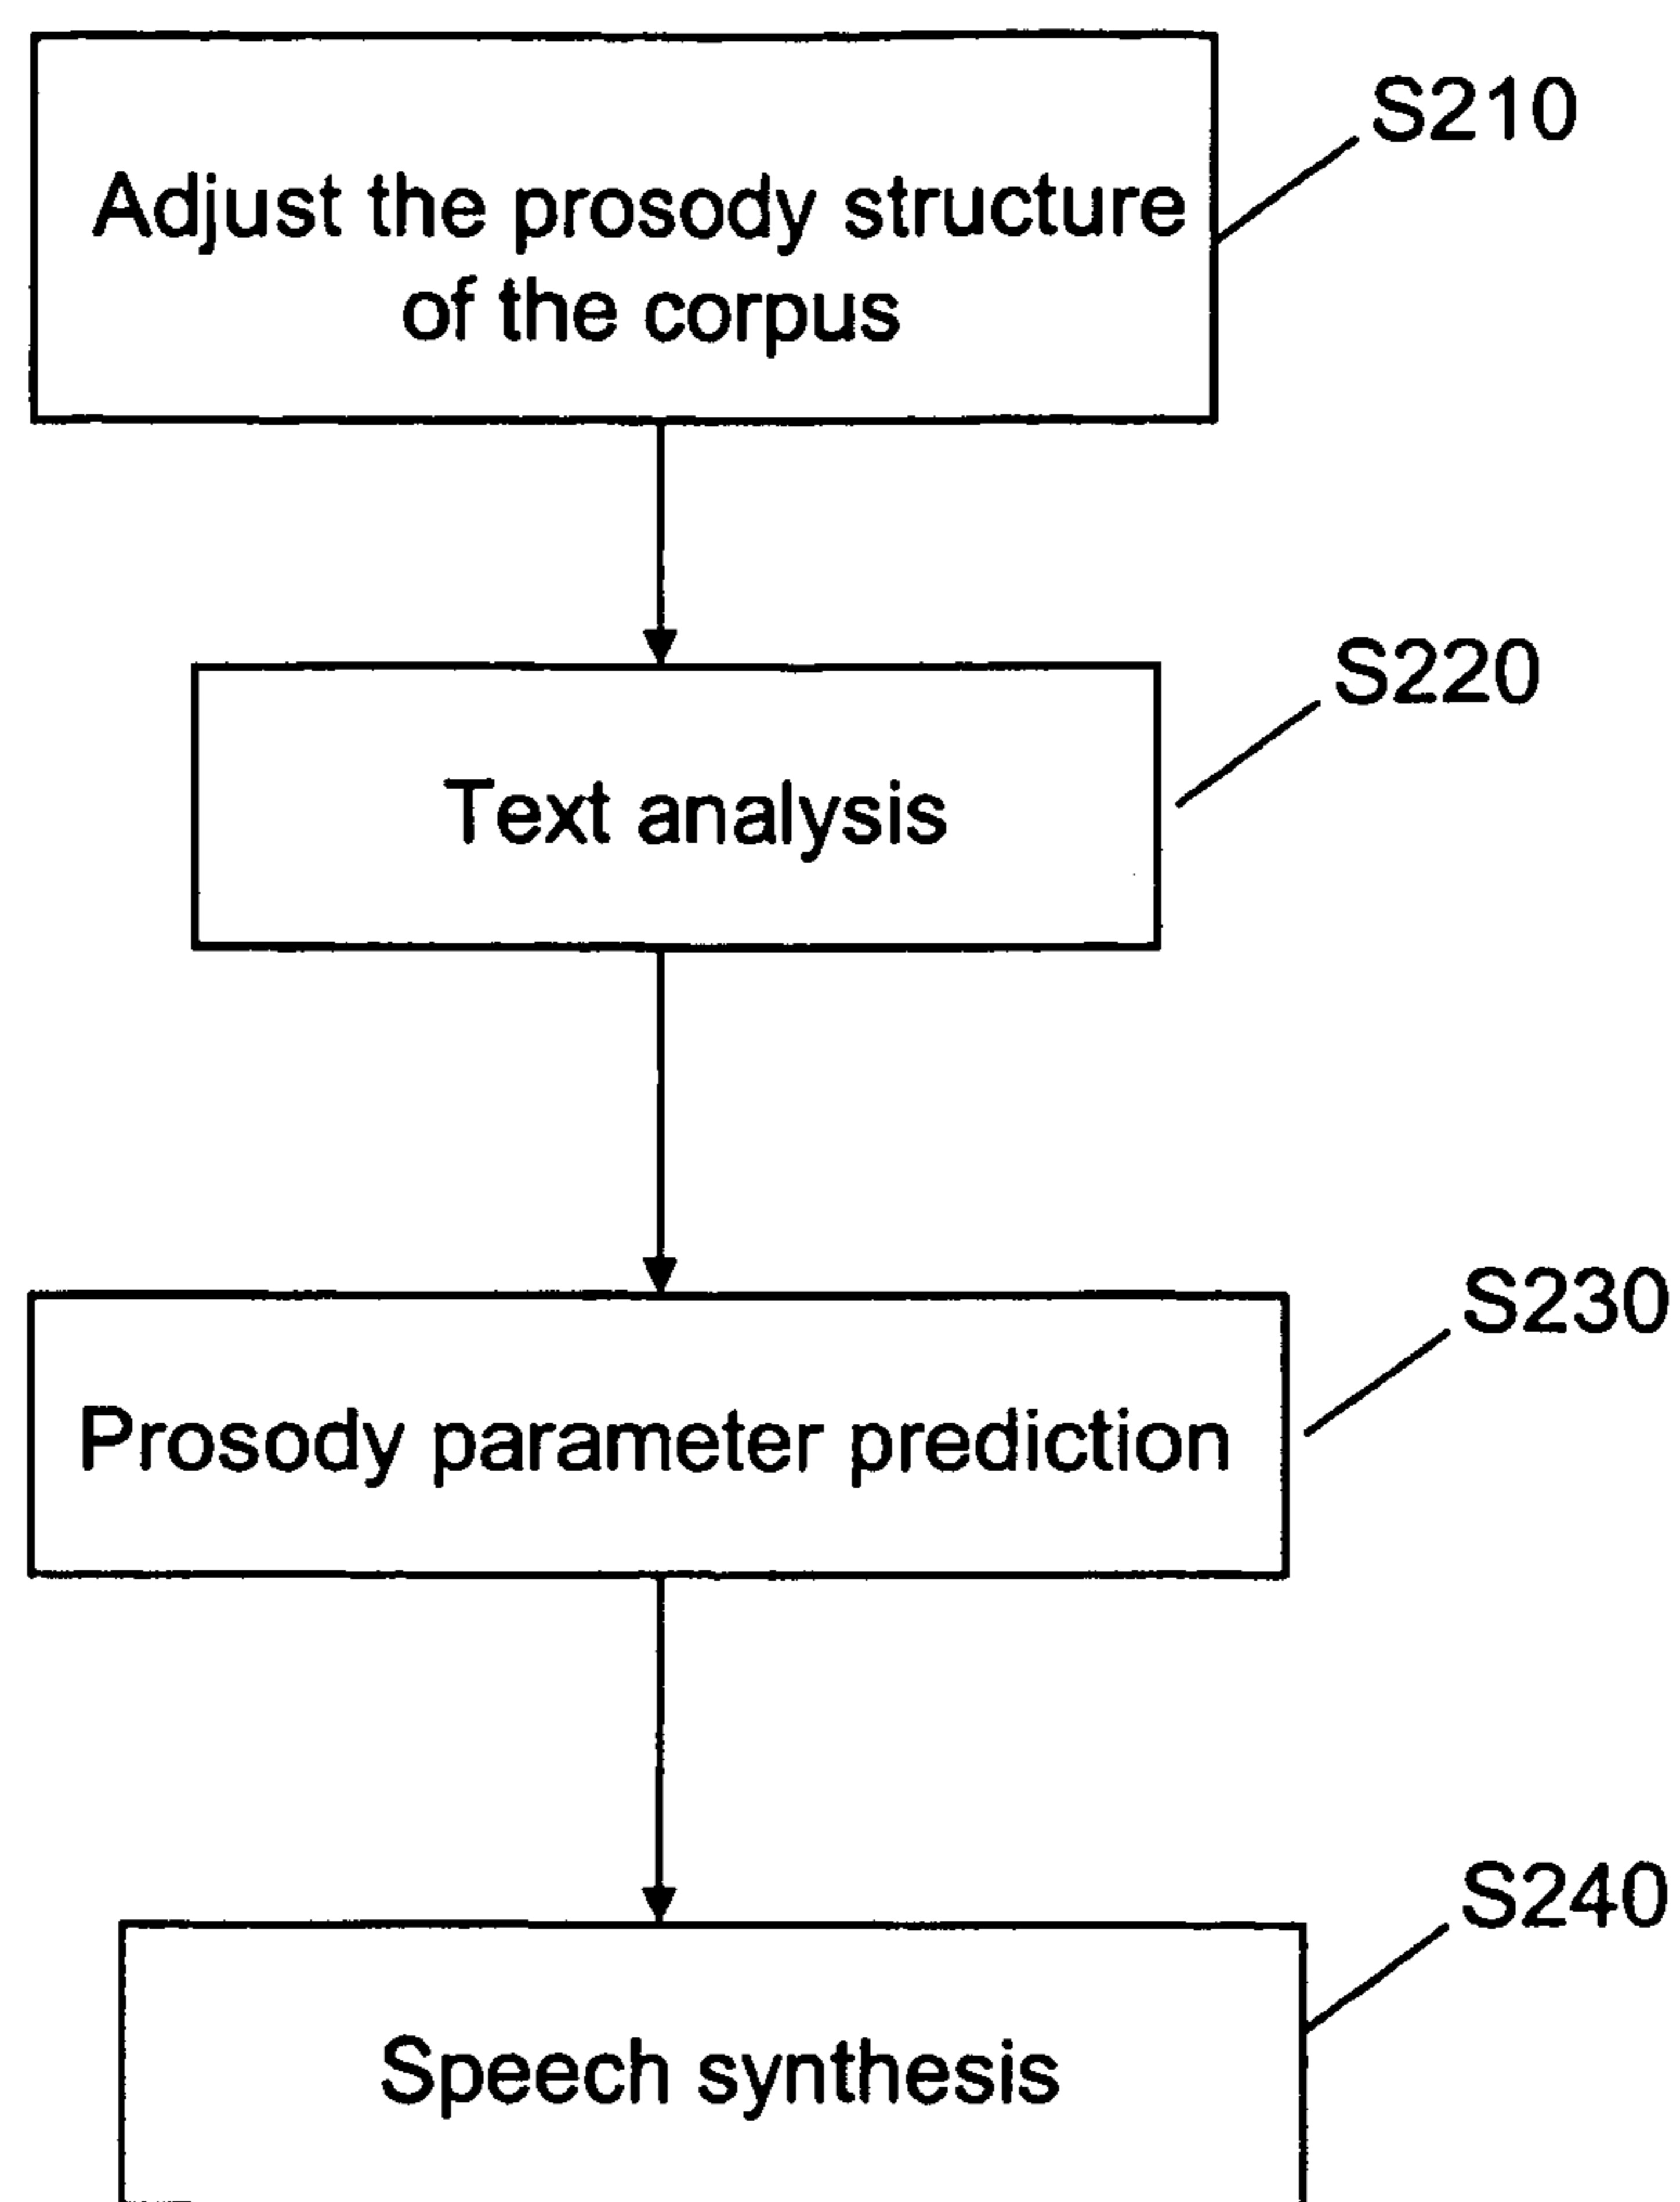 S210
Adjust the prosody structure
of the corpus
S220
Text analysis
S230
Prosody parameter prediction
S240
Speech synthesis